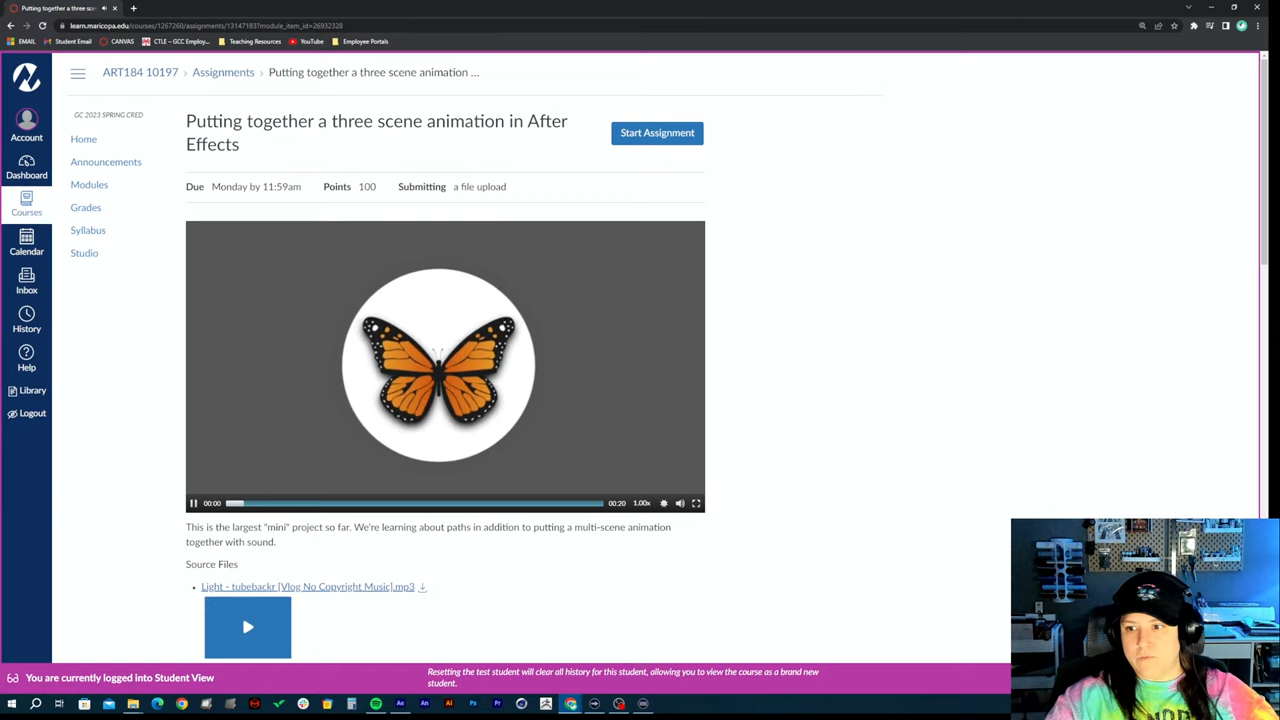 Putting together a three sce
learn.maricopa.edu/courses/1267260/assignments/13147183?module_item_id=26932328
EMAIL
Student Email
CANVAS
CTLE – GCC Employ...
Teaching Resources
YouTube
Employee Portals
ART184 10197 › Assignments › Putting together a three scene animation ...
GC 2023 SPRING CRED
Home
Announcements
Modules
Grades
Syllabus
Studio
Account
Dashboard
Courses
Calendar
Inbox
History
Help
Library
Logout
Putting together a three scene animation in After
Effects
Start Assignment
Due Monday by 11:59am Points 100 Submitting a file upload
00:00
00:20
1.00x
This is the largest "mini" project so far. We're learning about paths in addition to putting a multi-scene animation
together with sound.
Source Files
Light - tubebackr [Vlog No Copyright Music].mp3
You are currently logged into Student View
Resetting the test student will clear all history for this student, allowing you to view the course as a brand new
student.
Ae
An
Ai
Ps
Pr